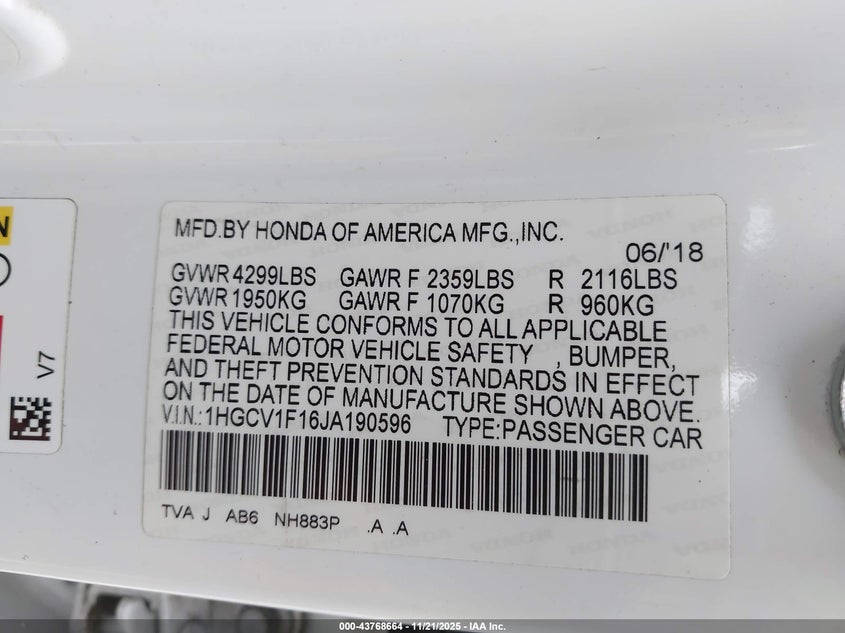 MFD.BY HONDA OF AMERICA MFG.,INC.
06/'18
GVWR 4299LBS GAWR F 2359LBS R 2116LBS
GVWR 1950KG GAWR F 1070KG R 960KG
THIS VEHICLE CONFORMS TO ALL APPLICABLE
FEDERAL MOTOR VEHICLE SAFETY , BUMPER,
AND THEFT PREVENTION STANDARDS IN EFFECT
ON THE DATE OF MANUFACTURE SHOWN ABOVE.
V.I.N.:1HGCV1F16JA190596 TYPE:PASSENGER CAR
TVA J AB6 NH883P .A .A
V7
000-43768664 - 11/21/2025 - IAA Inc.